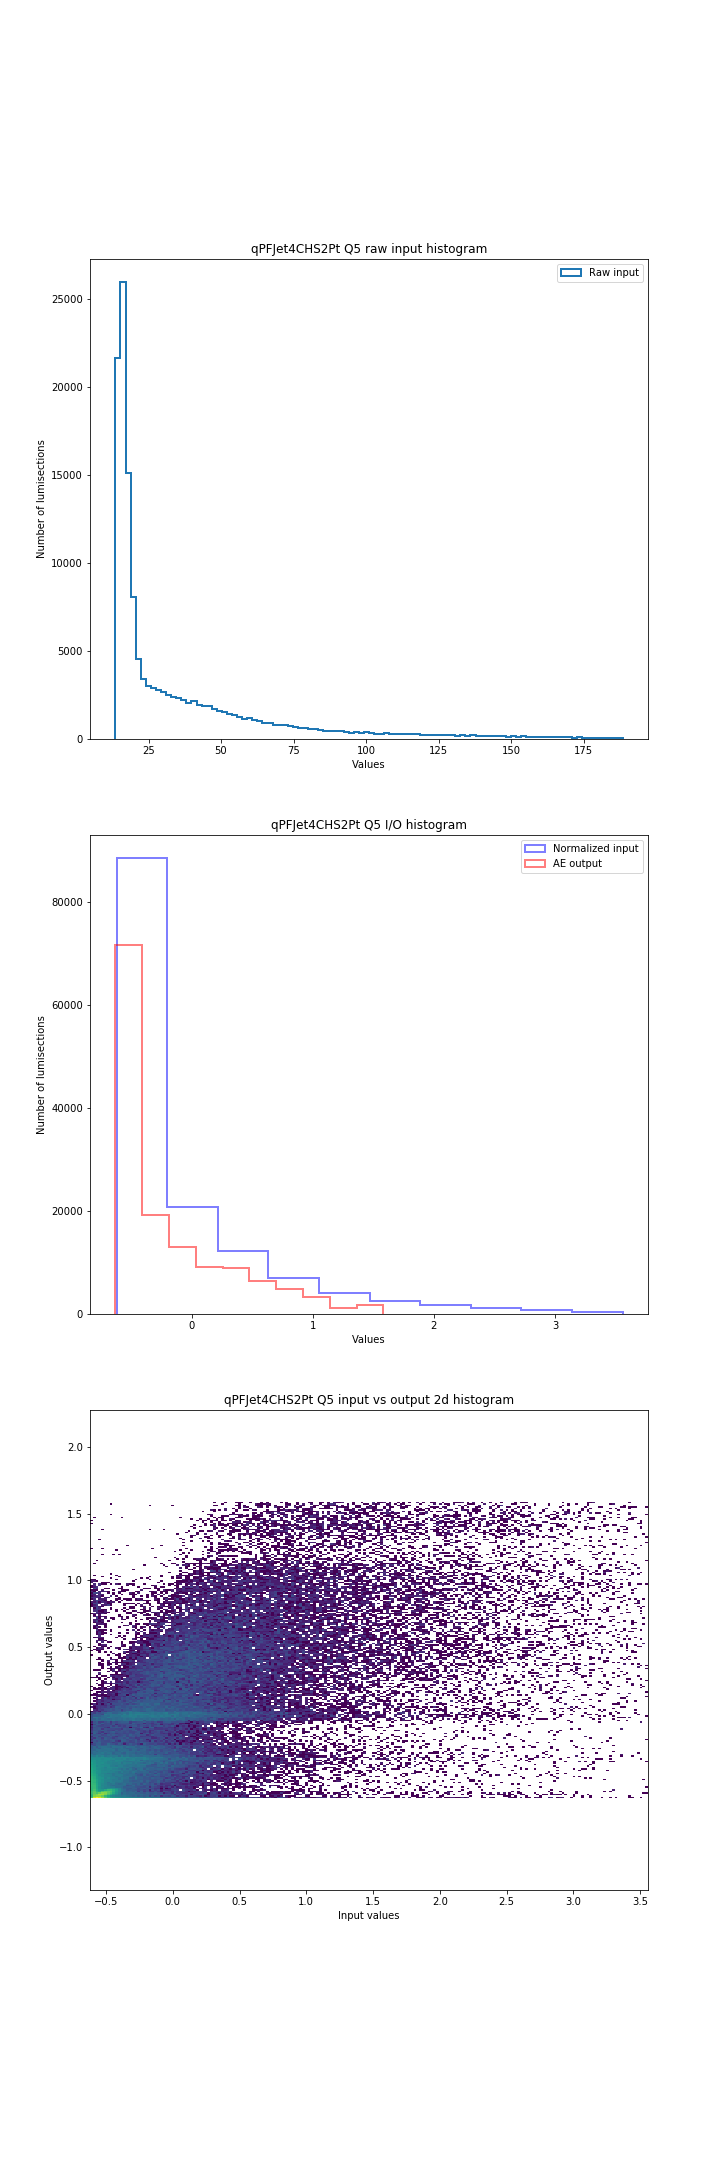 qPFJet4CHS2Pt Q5 raw input histogram
Raw input
25000
20000
15000
10000
5000
0
Number of lumisections
25 50 75 100 125 150 175
Values
qPFJet4CHS2Pt Q5 I/O histogram
Normalized input
AE output
80000
60000
40000
20000
0
Number of lumisections
0 1 2 3
Values
qPFJet4CHS2Pt Q5 input vs output 2d histogram
2.0
1.5
1.0
0.5
0.0
−0.5
−1.0
Output values
−0.5 0.0 0.5 1.0 1.5 2.0 2.5 3.0 3.5
Input values